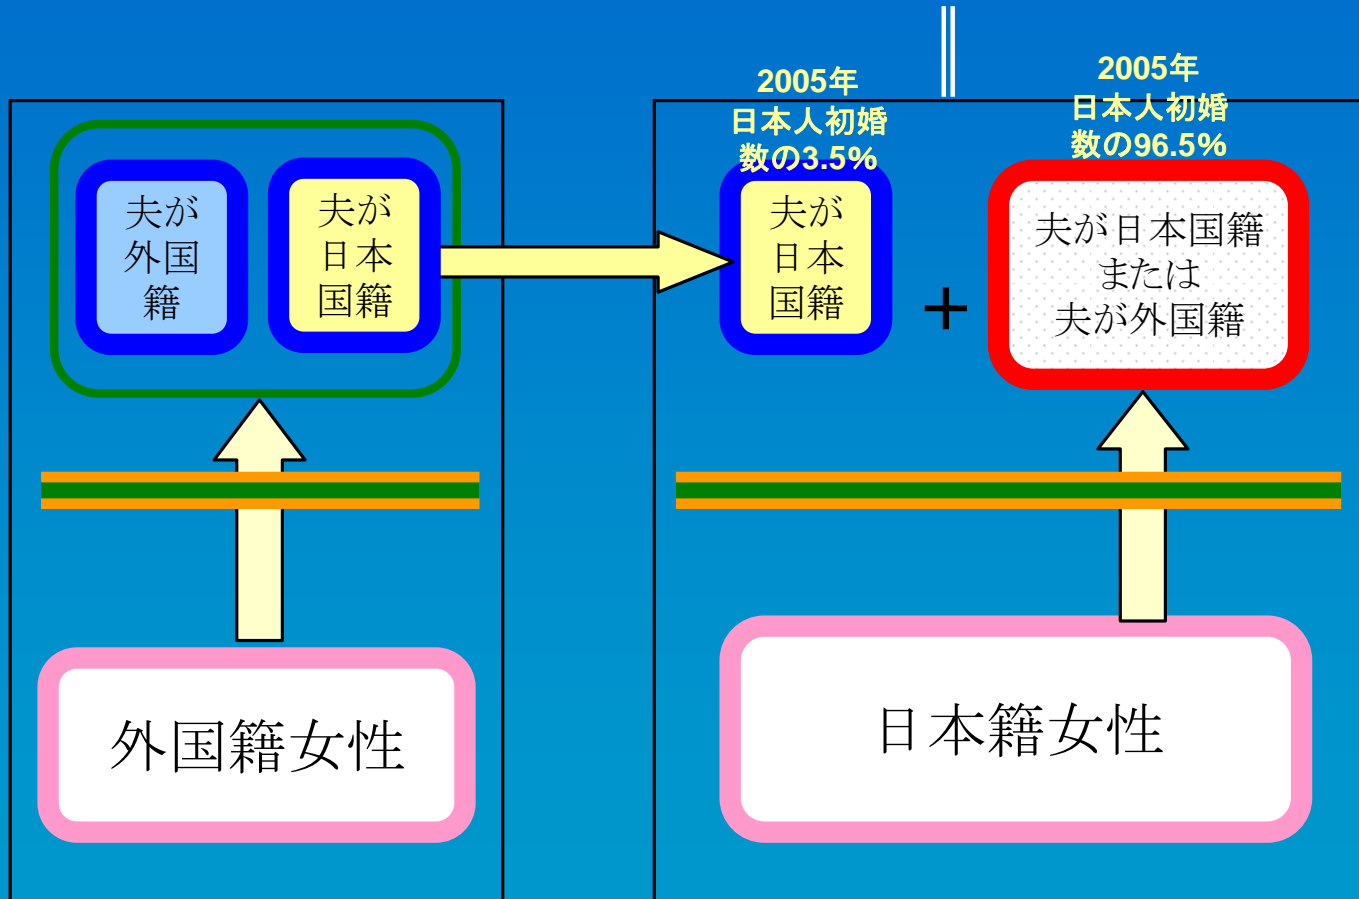 2005年
日本人初婚
数の3.5%
2005年
日本人初婚
数の96.5%
夫が
外国
籍
夫が
日本
国籍
夫が
日本
国籍
+
夫が日本国籍
または
夫が外国籍
外国籍女性
日本籍女性